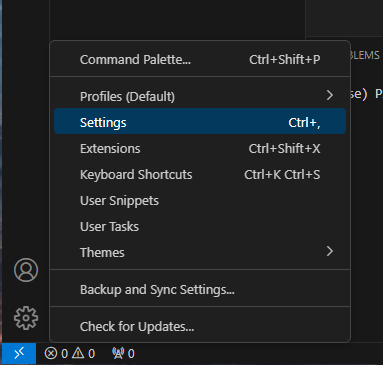 Command Palette... Ctrl+Shift+P
BLEMS
Profiles (Default)
se) P
Settings Ctrl+,
Extensions Ctrl+Shift+X
Keyboard Shortcuts Ctrl+K Ctrl+S
User Snippets
User Tasks
Themes
Backup and Sync Settings...
Check for Updates...
0 0 0